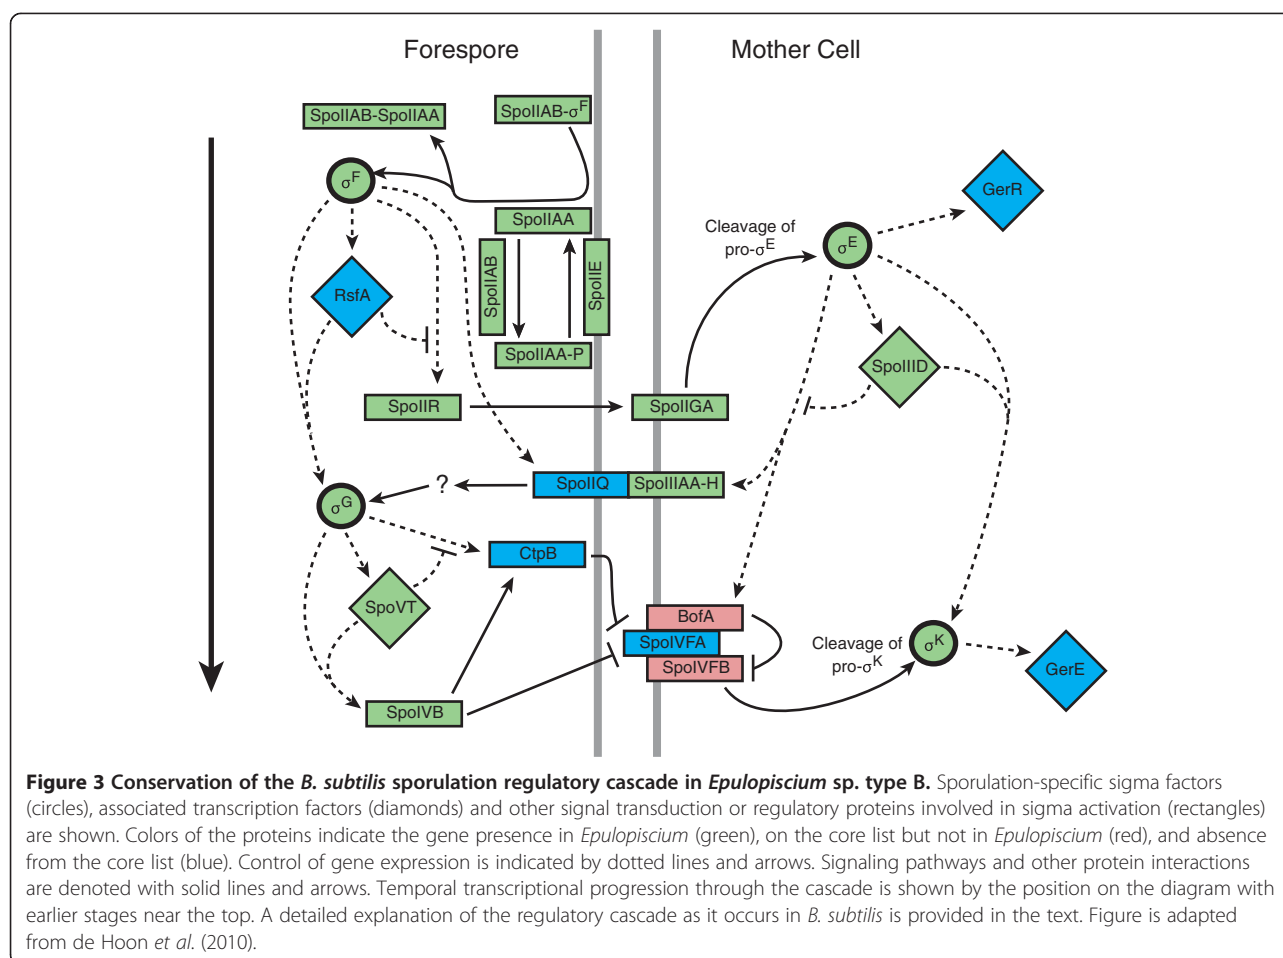 Forespore
Mother Cell
SpoIIAB-SpoIIAA
SpoIIAB-σF
σF
GerR
SpoIIAA
Cleavage of
pro-σE
σE
SpoIIAB
SpoIIE
RsfA
SpoIIAA-P
SpoIIID
SpoIIR
SpoIIGA
?
SpoIIQ
SpoIIIAA-H
σG
CtpB
SpoVT
BofA
SpoIVFA
SpoIVFB
Cleavage of
pro-σK
σK
GerE
SpoIVB
Figure 3 Conservation of the B. subtilis sporulation regulatory cascade in Epulopiscium sp. type B. Sporulation-specific sigma factors
(circles), associated transcription factors (diamonds) and other signal transduction or regulatory proteins involved in sigma activation (rectangles)
are shown. Colors of the proteins indicate the gene presence in Epulopiscium (green), on the core list but not in Epulopiscium (red), and absence
from the core list (blue). Control of gene expression is indicated by dotted lines and arrows. Signaling pathways and other protein interactions
are denoted with solid lines and arrows. Temporal transcriptional progression through the cascade is shown by the position on the diagram with
earlier stages near the top. A detailed explanation of the regulatory cascade as it occurs in B. subtilis is provided in the text. Figure is adapted
from de Hoon et al. (2010).